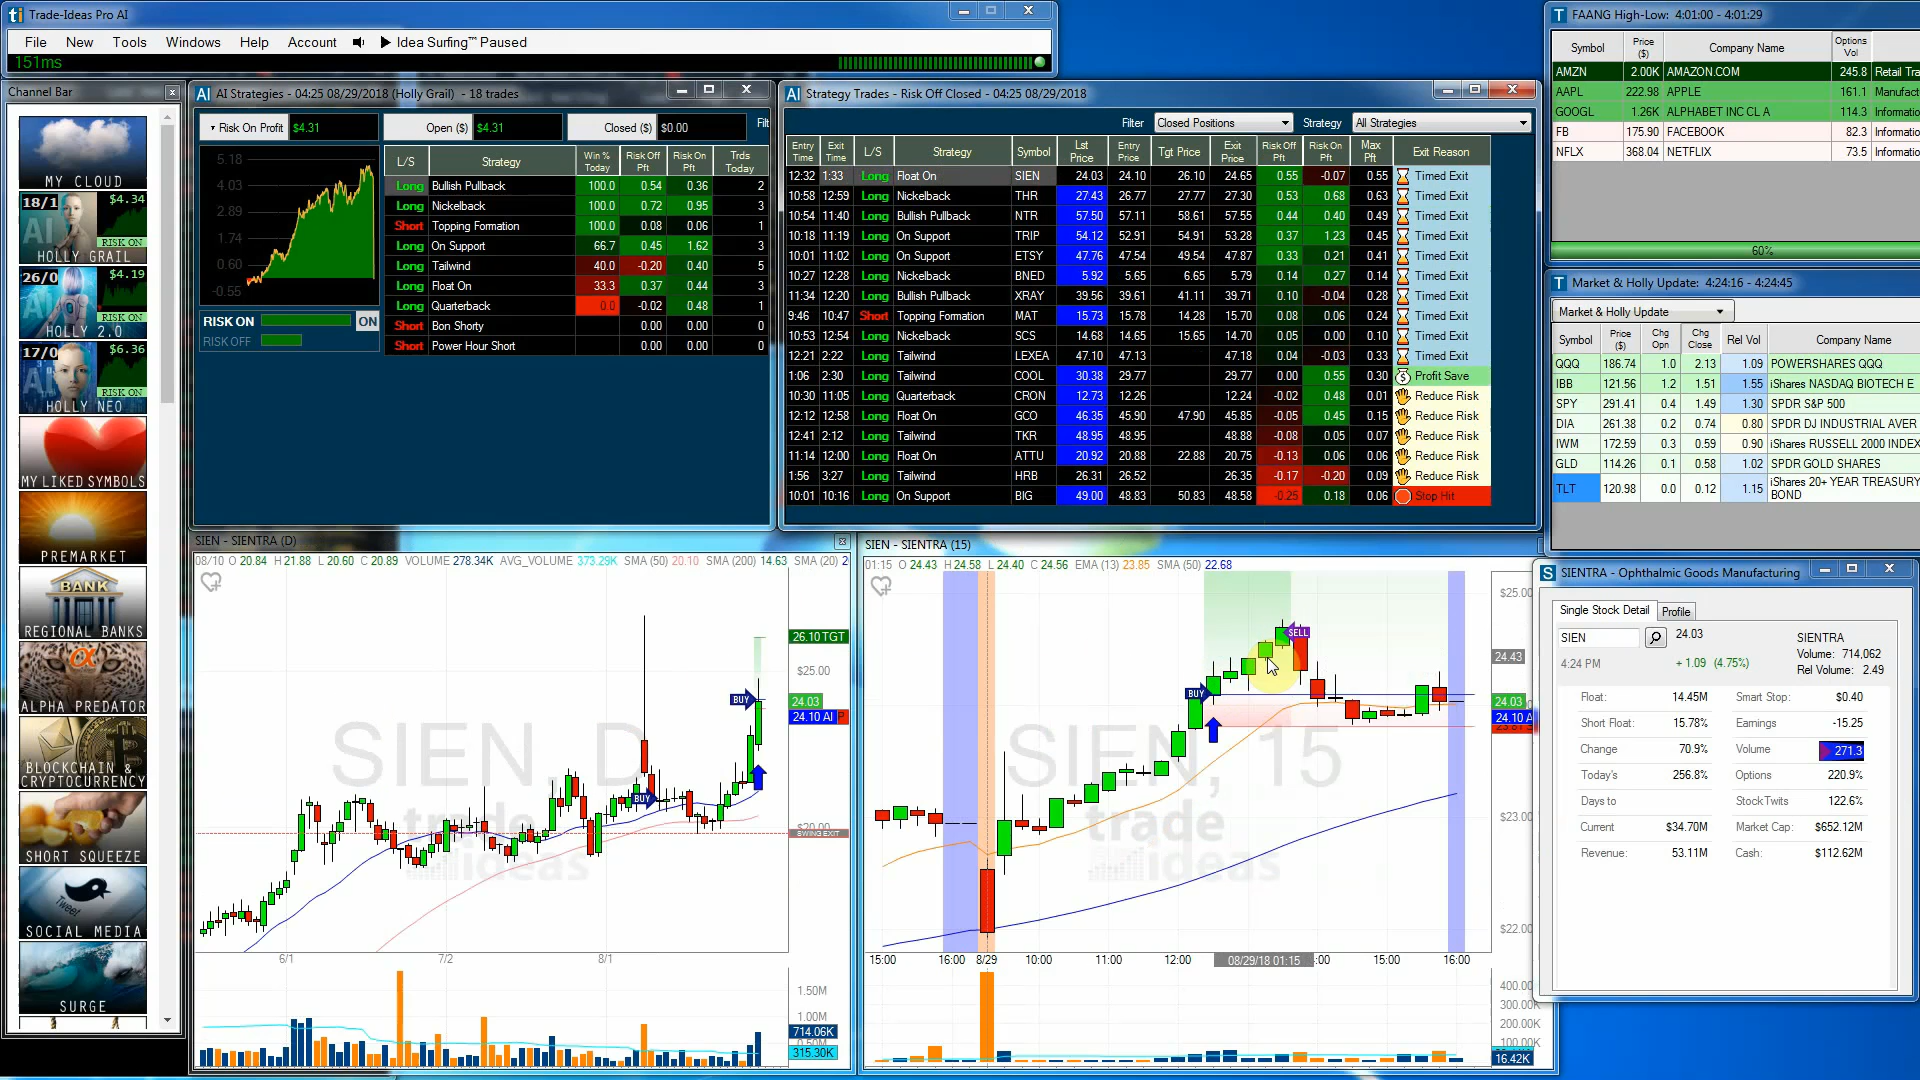 Trade-Ideas Pro AI
File New Tools Windows Help Account Idea Surfing™ Paused
151ms
Channel Bar
MY CLOUD
18/1 $4.34
RISK ON
HOLLY GRAIL
26/0 $4.19
HOLLY 2.0
17/0 $6.36
RISK ON
HOLLY NEO
MY LIKED SYMBOLS
PREMARKET
BANK
REGIONAL BANKS
ALPHA PREDATOR
BLOCKCHAIN & CRYPTOCURRENCY
SHORT SQUEEZE
Tweet
SOCIAL MEDIA
SURGE
AI Strategies - 04:25 08/29/2018 (Holly Grail) - 18 trades
Risk On Profit $4.31 Open ($) $4.31 Closed ($) $0.00 Filt
5.18
4.03
2.89
1.74
0.60
-0.55
RISK ON ON
RISK OFF
L/S Strategy Win % Today Risk Off Pft Risk On Pft Trds Today
Long Bullish Pullback 100.0 0.54 0.36 2
Long Nickelback 100.0 0.72 0.95 3
Short Topping Formation 100.0 0.08 0.06 1
Long On Support 66.7 0.45 1.62 3
Long Tailwind 40.0 -0.20 0.40 5
Long Float On 33.3 0.37 0.44 3
Long Quarterback 0.0 -0.02 0.48 1
Short Bon Shorty 0.00 0.00 0
Short Power Hour Short 0.00 0.00 0
Strategy Trades - Risk Off Closed - 04:25 08/29/2018
Filter Closed Positions Strategy All Strategies
Entry Time Exit Time L/S Strategy Symbol Lst Price Entry Price Tgt Price Exit Price Risk Off Pft Risk On Pft Max Pft Exit Reason
12:32 1:33 Long Float On SIEN 24.03 24.10 26.10 24.65 0.55 -0.07 0.55 Timed Exit
10:58 12:59 Long Nickelback THR 27.43 26.77 27.77 27.30 0.53 0.68 0.63 Timed Exit
10:54 11:40 Long Bullish Pullback NTR 57.50 57.11 58.61 57.55 0.44 0.40 0.49 Timed Exit
10:18 11:19 Long On Support TRIP 54.12 52.91 54.91 53.28 0.37 1.23 0.45 Timed Exit
10:01 11:02 Long On Support ETSY 47.76 47.54 49.54 47.87 0.33 0.21 0.41 Timed Exit
10:27 12:28 Long Nickelback BNED 5.92 5.65 6.65 5.79 0.14 0.27 0.14 Timed Exit
11:34 12:20 Long Bullish Pullback XRAY 39.56 39.61 41.11 39.71 0.10 -0.04 0.28 Timed Exit
9:46 10:47 Short Topping Formation MAT 15.73 15.78 14.28 15.70 0.08 0.06 0.24 Timed Exit
10:53 12:54 Long Nickelback SCS 14.68 14.65 15.65 14.70 0.05 0.00 0.10 Timed Exit
12:21 2:22 Long Tailwind LEXEA 47.10 47.13 47.18 0.04 -0.03 0.33 Timed Exit
1:06 2:30 Long Tailwind COOL 30.38 29.77 29.77 0.00 0.55 0.30 Profit Save
10:30 11:05 Long Quarterback CRON 12.73 12.26 12.24 -0.02 0.48 0.01 Reduce Risk
12:12 12:58 Long Float On GCO 46.35 45.90 47.90 45.85 -0.05 0.45 0.15 Reduce Risk
12:41 2:12 Long Tailwind TKR 48.95 48.95 48.88 -0.08 0.05 0.07 Reduce Risk
11:14 12:00 Long Float On ATTU 20.92 20.88 22.88 20.75 -0.13 0.06 0.06 Reduce Risk
1:56 3:27 Long Tailwind HRB 26.31 26.52 26.35 -0.17 -0.20 0.09 Reduce Risk
10:01 10:16 Long On Support BIG 49.00 48.83 50.83 48.58 -0.25 0.18 0.06 Stop Hit
SIEN - SIENTRA (D)
08/10 O 20.84 H 21.88 L 20.60 C 20.89 VOLUME 278.34K AVG_VOLUME 373.29K SMA (50) 20.10 SMA (200) 14.63 SMA (20) 2
SIEN, D
trade
ideas
BUY
BUY
26.10 TGT
$25.00
24.03
24.10 AI
$20.00
SWING EXIT
6/1 7/2 8/1
1.50M
1.00M
714.06K
315.30K
SIEN - SIENTRA (15)
01:15 O 24.43 H 24.58 L 24.40 C 24.56 EMA (13) 23.85 SMA (50) 22.68
SIEN, 15
trade
ideas
BUY
SELL
$25.00
24.43
24.03
24.10 A
$23.00
$22.00
15:00 16:00 8/29 10:00 11:00 12:00 08/29/18 01:15 :00 15:00 16:00
400.00
300.00K
200.00K
100.00K
16.42K
FAANG High-Low: 4:01:00 - 4:01:29
Symbol Price ($) Company Name Options Vol
AMZN 2.00K AMAZON.COM 245.8 Retail Tra
AAPL 222.98 APPLE 161.1 Manufact
GOOGL 1.26K ALPHABET INC CL A 114.3 Informatio
FB 175.90 FACEBOOK 82.3 Informatio
NFLX 368.04 NETFLIX 73.5 Informatio
60%
Market & Holly Update: 4:24:16 - 4:24:45
Market & Holly Update
Symbol Price ($) Chg Opn Chg Close Rel Vol Company Name
QQQ 186.74 1.0 2.13 1.09 POWERSHARES QQQ
IBB 121.56 1.2 1.51 1.55 iShares NASDAQ BIOTECH E
SPY 291.41 0.4 1.49 1.30 SPDR S&P 500
DIA 261.38 0.2 0.74 0.80 SPDR DJ INDUSTRIAL AVER
IWM 172.59 0.3 0.59 0.90 iShares RUSSELL 2000 INDEX
GLD 114.26 0.1 0.58 1.02 SPDR GOLD SHARES
TLT 120.98 0.0 0.12 1.15 iShares 20+ YEAR TREASURY BOND
SIENTRA - Ophthalmic Goods Manufacturing
Single Stock Detail Profile
SIEN 24.03
4:24 PM + 1.09 (4.75%)
SIENTRA
Volume: 714,062
Rel Volume: 2.49
Float: 14.45M Smart Stop: $0.40
Short Float: 15.78% Earnings -15.25
Change 70.9% Volume 271.3
Today's 256.8% Options 220.9%
Days to StockTwits 122.6%
Current $34.70M Market Cap: $652.12M
Revenue: 53.11M Cash: $112.62M